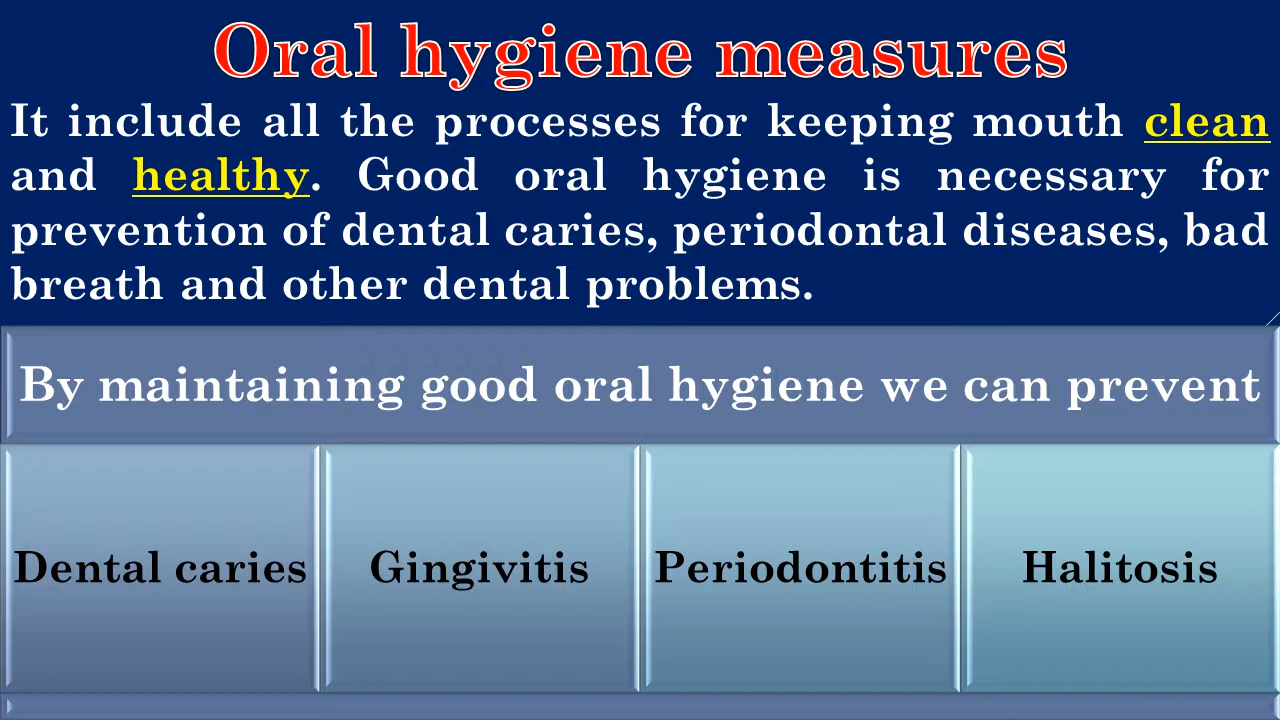 Oral hygiene measures
It include all the processes for keeping mouth clean
and healthy. Good oral hygiene is necessary for
prevention of dental caries, periodontal diseases, bad
breath and other dental problems.
By maintaining good oral hygiene we can prevent
Dental caries
Gingivitis
Periodontitis
Halitosis